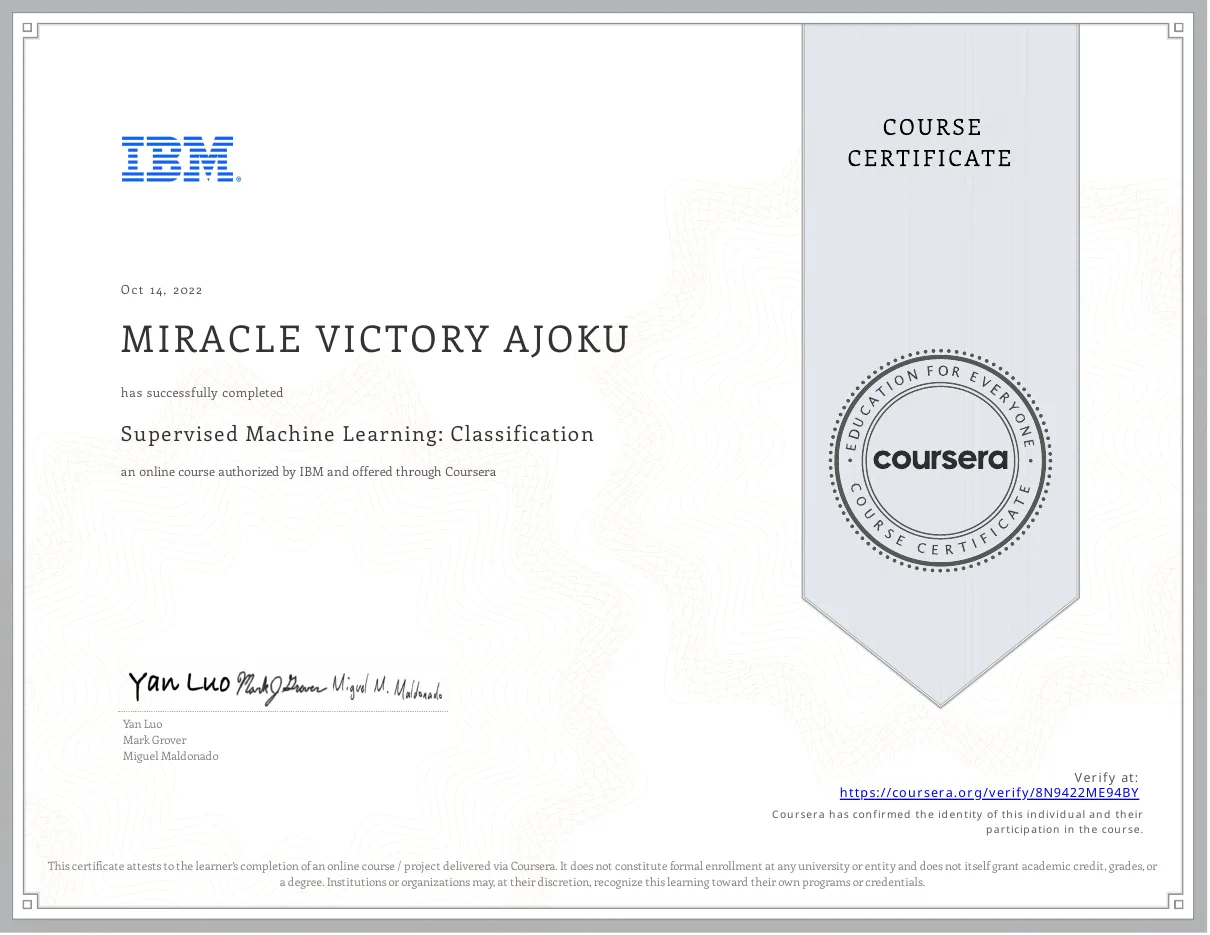 COURSE
CERTIFICATE
IBM®
Oct 14, 2022
MIRACLE VICTORY AJOKU
has successfully completed
Supervised Machine Learning: Classification
an online course authorized by IBM and offered through Coursera
EDUCATION FOR EVERYONE
coursera
COURSE CERTIFICATE
Yan Luo Mark J Grover Miguel M. Maldonado
Yan Luo
Mark Grover
Miguel Maldonado
Verify at:
https://coursera.org/verify/8N9422ME94BY
Coursera has confirmed the identity of this individual and their
participation in the course.
This certificate attests to the learner's completion of an online course / project delivered via Coursera. It does not constitute formal enrollment at any university or entity and does not itself grant academic credit, grades, or
a degree. Institutions or organizations may, at their discretion, recognize this learning toward their own programs or credentials.